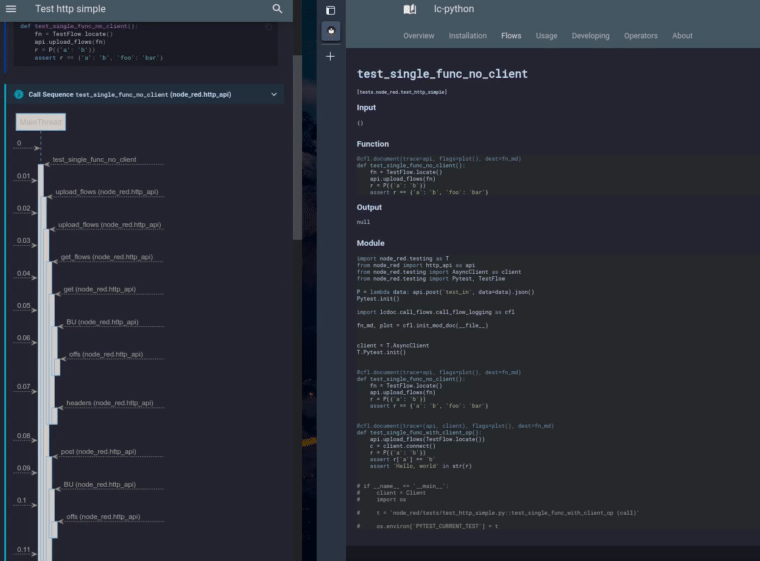 Test http simple
def test_single_func_no_client():
fn = TestFlow.locate()
api.upload_flows(fn)
r = P({'a': 'b'})
assert r == {'a': 'b', 'foo': 'bar'}
Call Sequence test_single_func_no_client (node_red.http_api)
MainThread
0
test_single_func_no_client
0.01
upload_flows (node_red.http_api)
0.02
upload_flows (node_red.http_api)
0.03
get_flows (node_red.http_api)
0.04
get (node_red.http_api)
0.05
BU (node_red.http_api)
0.06
offs (node_red.http_api)
0.07
headers (node_red.http_api)
0.08
post (node_red.http_api)
0.09
BU (node_red.http_api)
0.1
offs (node_red.http_api)
0.11
lc-python
Overview Installation Flows Usage Developing Operators About
test_single_func_no_client
[tests.node_red.test_http_simple]
Input
{}
Function
@cfl.document(trace=api, flags=plot(), dest=fn_md)
def test_single_func_no_client():
fn = TestFlow.locate()
api.upload_flows(fn)
r = P({'a': 'b'})
assert r == {'a': 'b', 'foo': 'bar'}
Output
null
Module
import node_red.testing as T
from node_red import http_api as api
from node_red.testing import AsyncClient as client
from node_red.testing import Pytest, TestFlow
P = lambda data: api.post('test_in', data=data).json()
Pytest.init()
import lcdoc.call_flows.call_flow_logging as cfl
fn_md, plot = cfl.init_mod_doc(__file__)
client = T.AsyncClient
T.Pytest.init()
@cfl.document(trace=api, flags=plot(), dest=fn_md)
def test_single_func_no_client():
fn = TestFlow.locate()
api.upload_flows(fn)
r = P({'a': 'b'})
assert r == {'a': 'b', 'foo': 'bar'}
@cfl.document(trace=(api, client), flags=plot(), dest=fn_md)
def test_single_func_with_client_op():
api.upload_flows(TestFlow.locate())
c = client.connect()
r = P({'a': 'b'})
assert r['a'] == 'b'
assert 'Hello, world' in str(r)
# if __name__ == '__main__':
# client = Client
# import os
# t = 'node_red/tests/test_http_simple.py::test_single_func_with_client_op (call)'
# os.environ['PYTEST_CURRENT_TEST'] = t